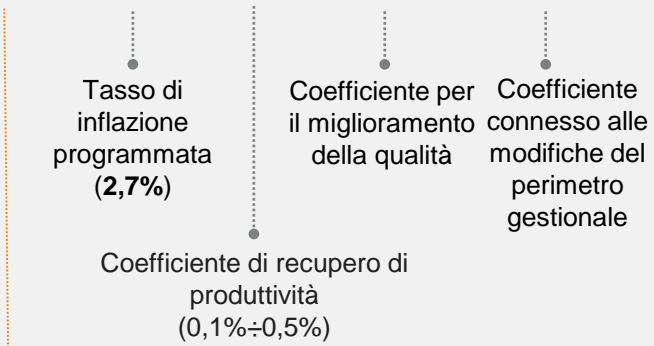 Tasso di
inflazione
programmata
(2,7%)
Coefficiente per
il miglioramento
della qualità
Coefficiente
connesso alle
modifiche del
perimetro
gestionale
Coefficiente di recupero di
produttività
(0,1%÷0,5%)